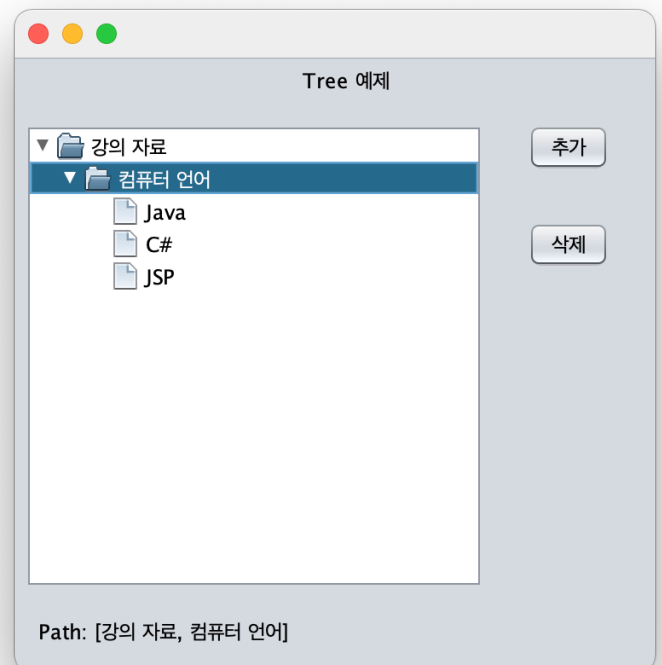 Tree 예제
강의 자료
추가
컴퓨터 언어
Java
C#
삭제
JSP
Path: [강의 자료, 컴퓨터 언어]